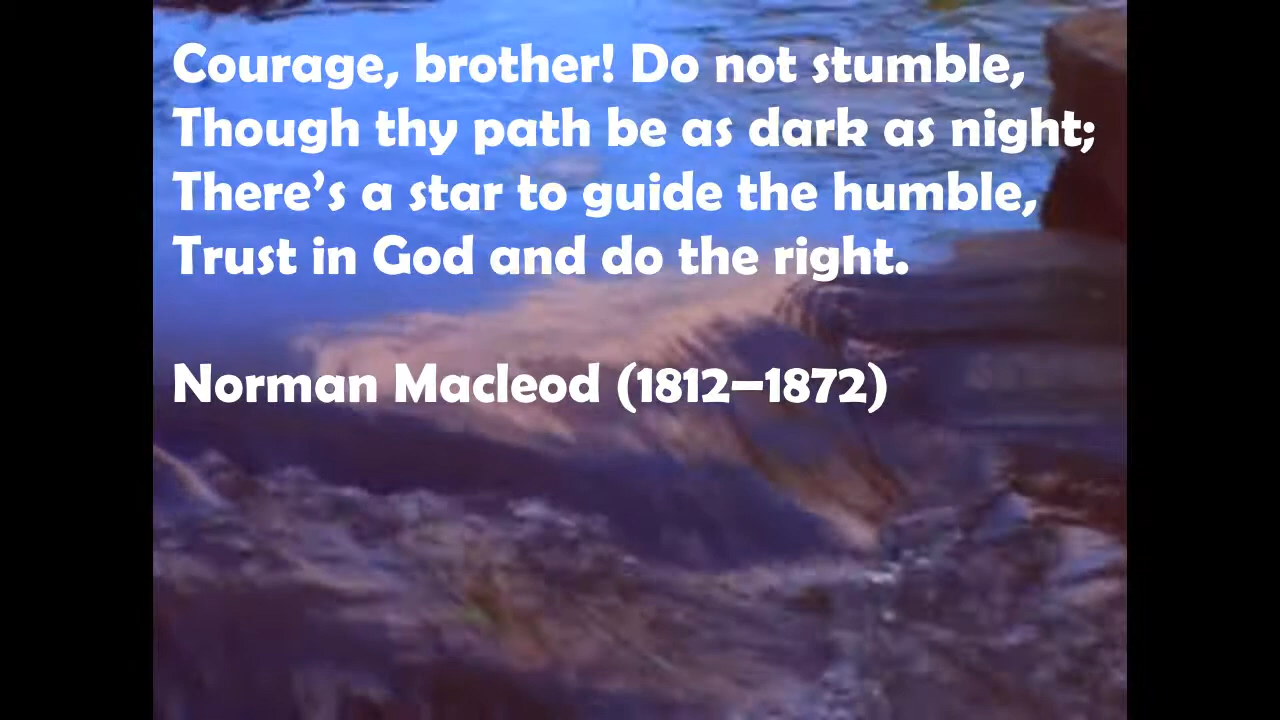 Courage, brother! Do not stumble,
Though thy path be as dark as night;
There’s a star to guide the humble,
Trust in God and do the right.
Norman Macleod (1812–1872)